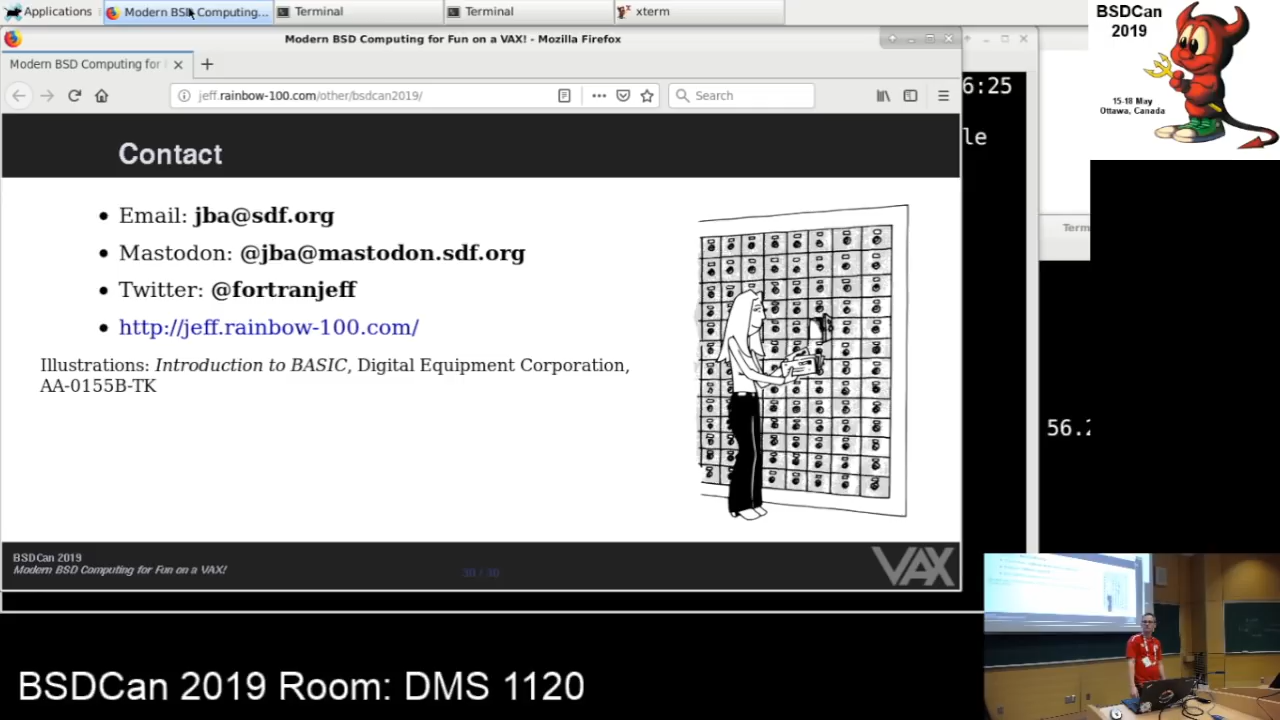 Applications
Modern BSD Computing...
Terminal
Terminal
xterm
BSDCan
2019
15-18 May
Ottawa, Canada
Modern BSD Computing for Fun on a VAX! - Mozilla Firefox
Modern BSD Computing for
jeff.rainbow-100.com/other/bsdcan2019/
Search
6:25
le
Contact
• Email: jba@sdf.org
• Mastodon: @jba@mastodon.sdf.org
• Twitter: @fortranjeff
• http://jeff.rainbow-100.com/
Illustrations: Introduction to BASIC, Digital Equipment Corporation,
AA-0155B-TK
Term
56.2
BSDCan 2019
Modern BSD Computing for Fun on a VAX!
30 / 30
VAX
BSDCan 2019 Room: DMS 1120